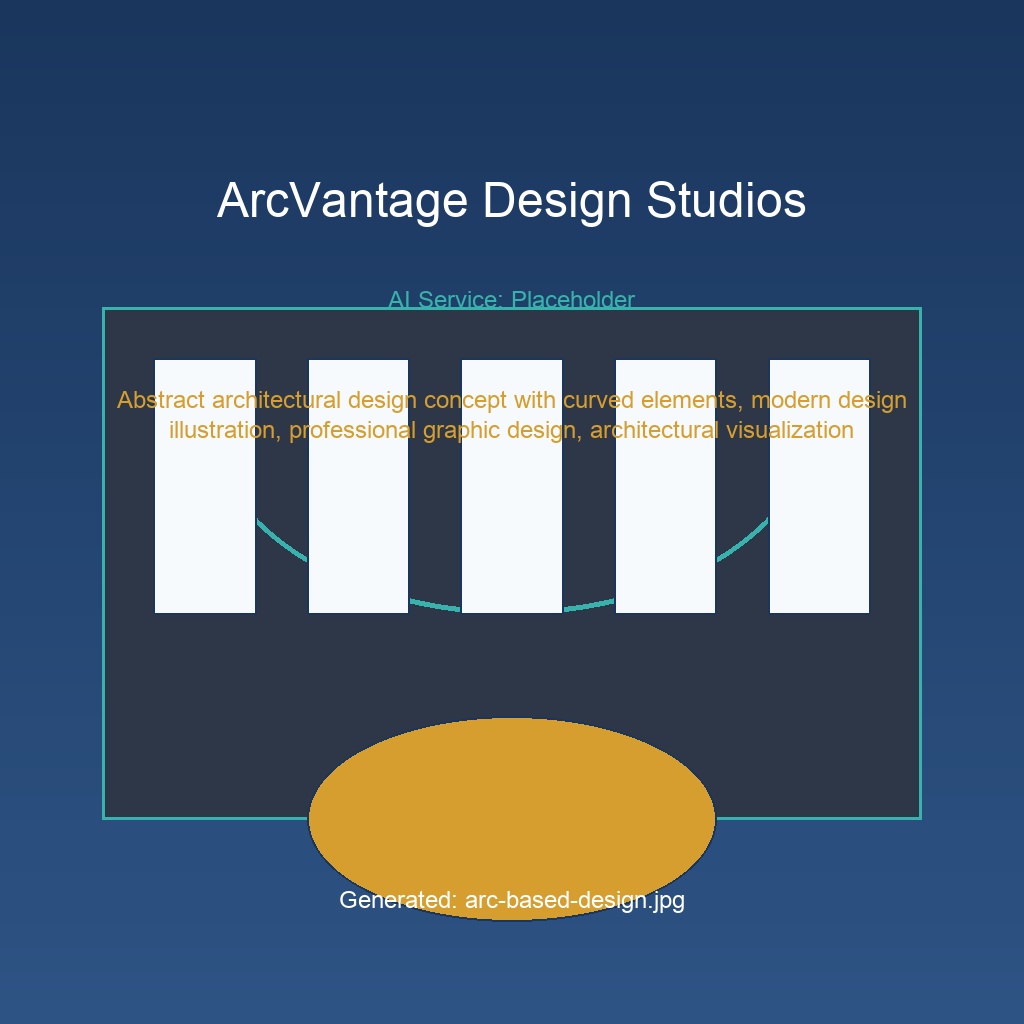 ArcVantage Design Studios
AI Service: Placeholder
Abstract architectural design concept with curved elements, modern design
illustration, professional graphic design, architectural visualization
Generated: arc-based-design.jpg